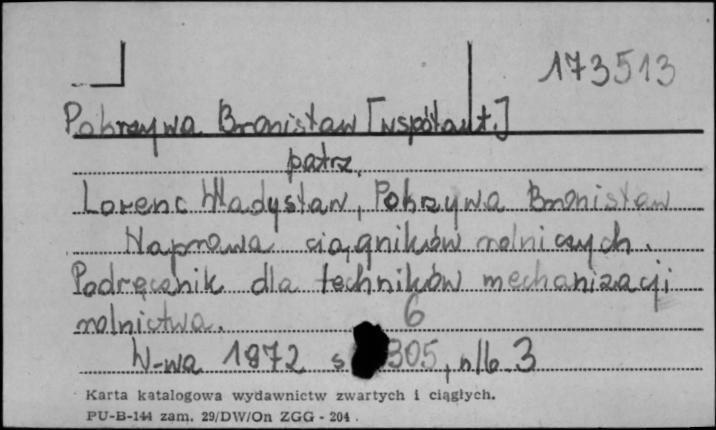 173513
Pokrzywa Bronisław [współaut.]
patrz.
Lorenc Władysław, Pokrzywa Bronisław
Naprawa ciągników rolniczych.
Podręcznik dla techników mechanizacji
rolnictwa.
6
W-wa 1972 s 305, nlb. 3
Karta katalogowa wydawnictw zwartych i ciągłych.
PU-B-144 zam. 29/DW/On ZGG - 204.